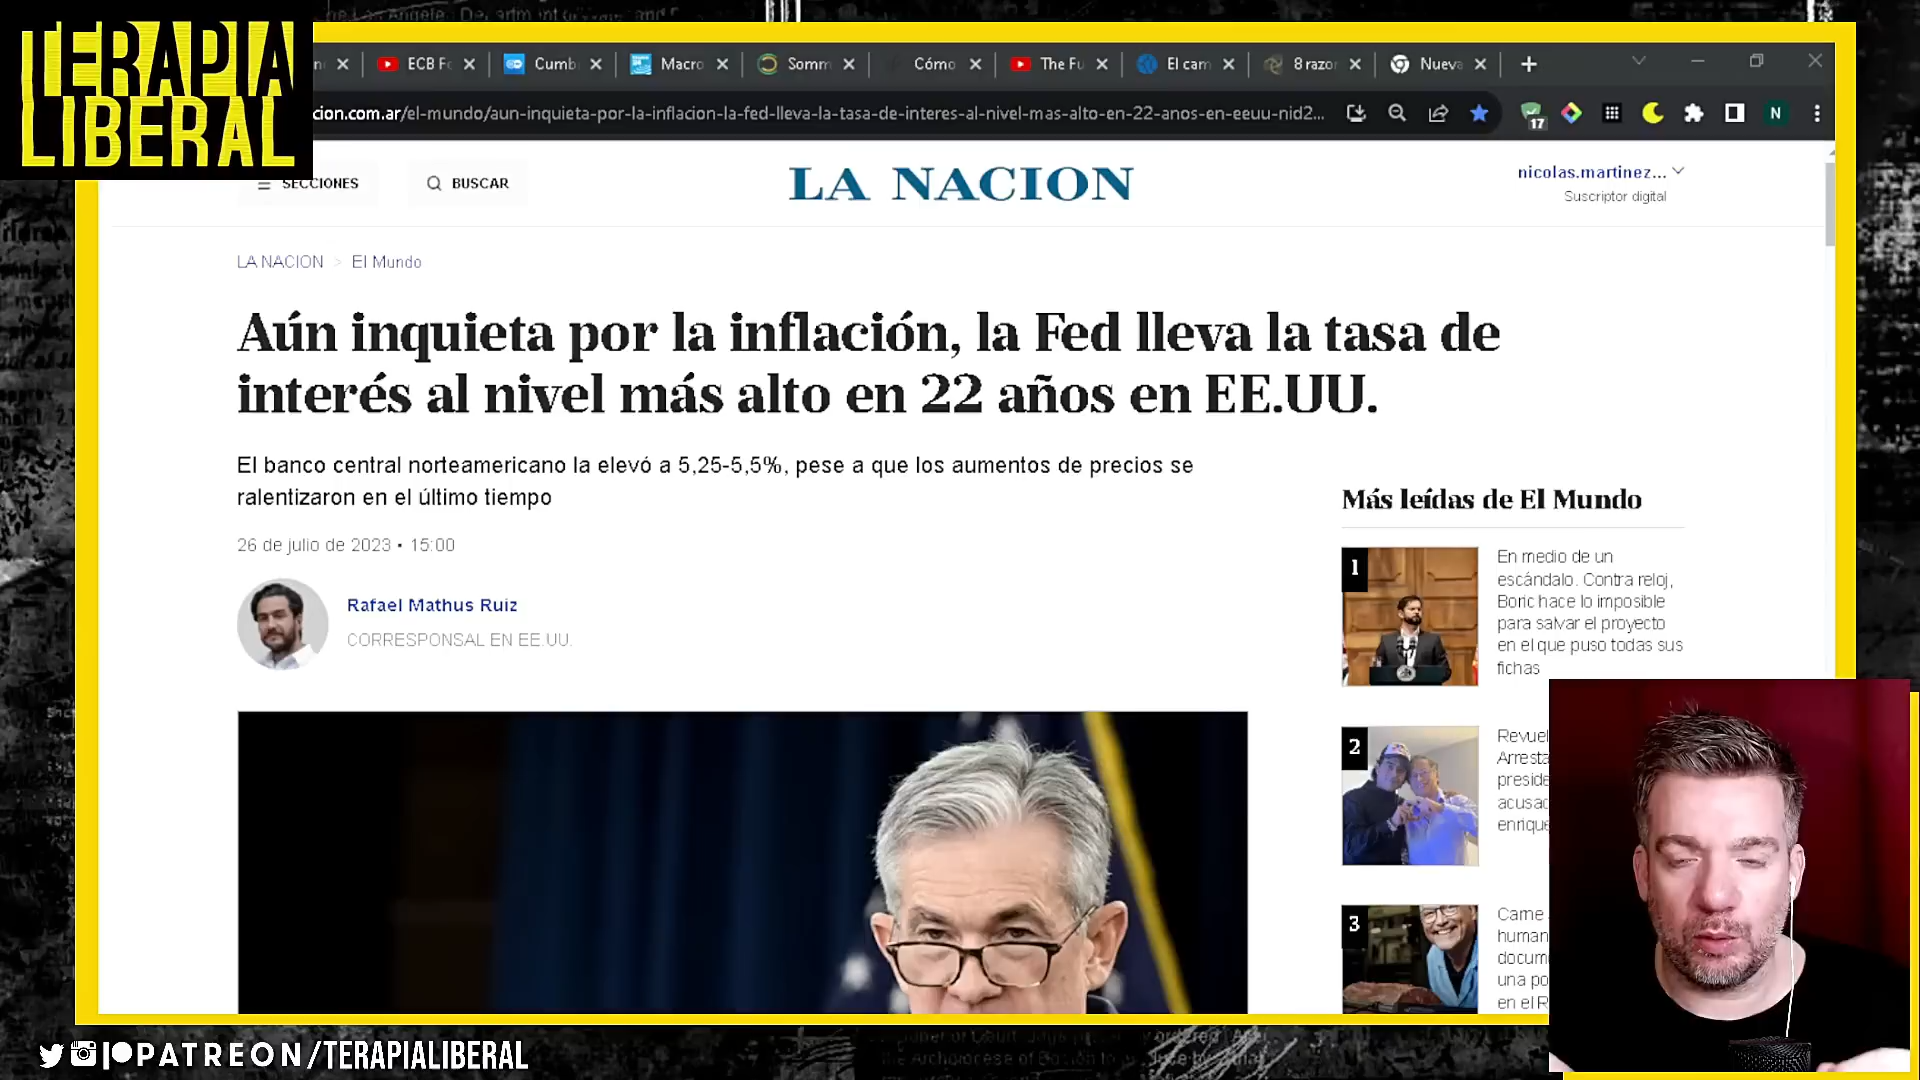 TERAPIA
LIBERAL
ECB Fo
Cumb
Macro
Somm
Cómo
The Fu
El cam
8 razor
Nueva
cion.com.ar/el-mundo/aun-inquieta-por-la-inflacion-la-fed-lleva-la-tasa-de-interes-al-nivel-mas-alto-en-22-anos-en-eeuu-nid2...
17
N
SECCIONES
BUSCAR
LA NACION
nicolas.martinez...
Suscriptor digital
LA NACION > El Mundo
Aún inquieta por la inflación, la Fed lleva la tasa de
interés al nivel más alto en 22 años en EE.UU.
El banco central norteamericano la elevó a 5,25-5,5%, pese a que los aumentos de precios se
ralentizaron en el último tiempo
26 de julio de 2023 • 15:00
Rafael Mathus Ruiz
CORRESPONSAL EN EE.UU.
Más leídas de El Mundo
1
En medio de un
escándalo. Contra reloj,
Boric hace lo imposible
para salvar el proyecto
en el que puso todas sus
fichas
2
Revuel
Arresta
preside
acusac
enrique
3
Carne
human
docum
una po
en el R
PATREON/TERAPIALIBERAL